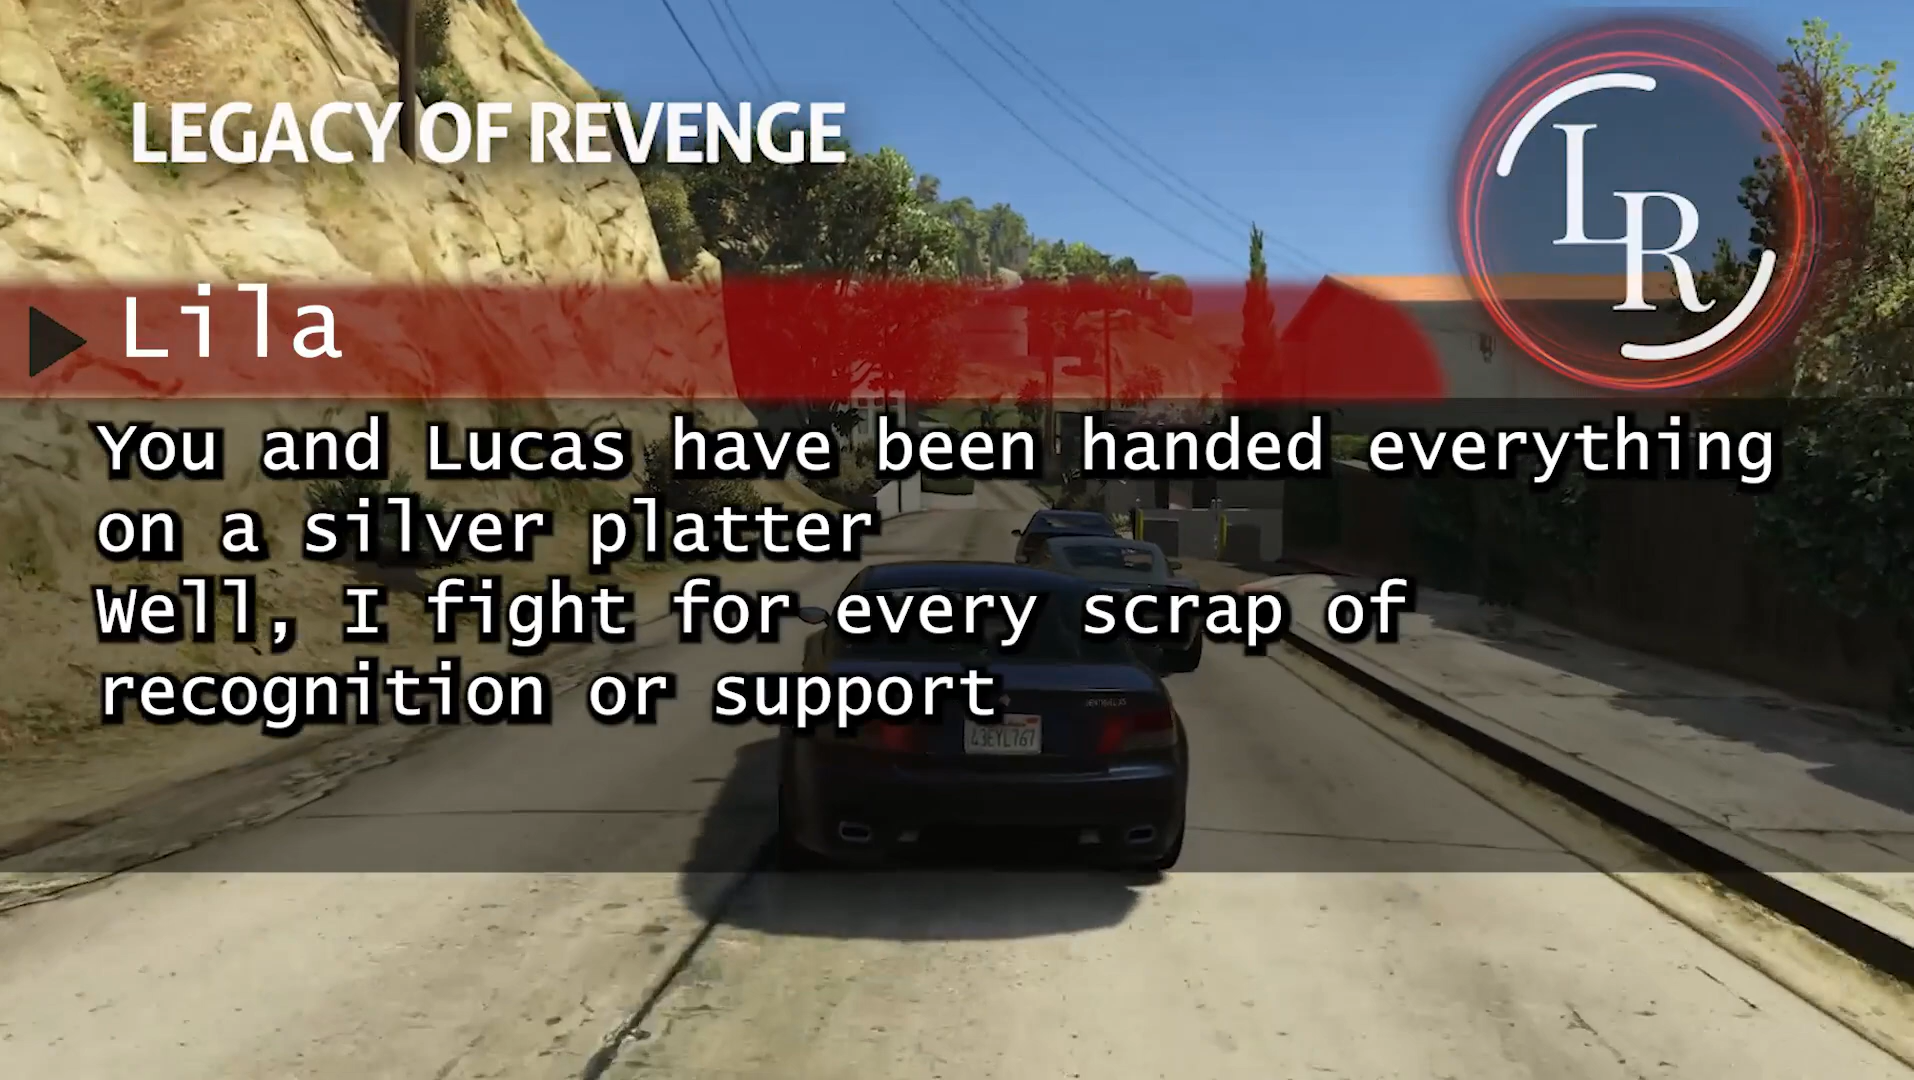 LEGACY OF REVENGE
LR
Lila
You and Lucas have been handed everything
on a silver platter
Well, I fight for every scrap of
recognition or support
43EYL767